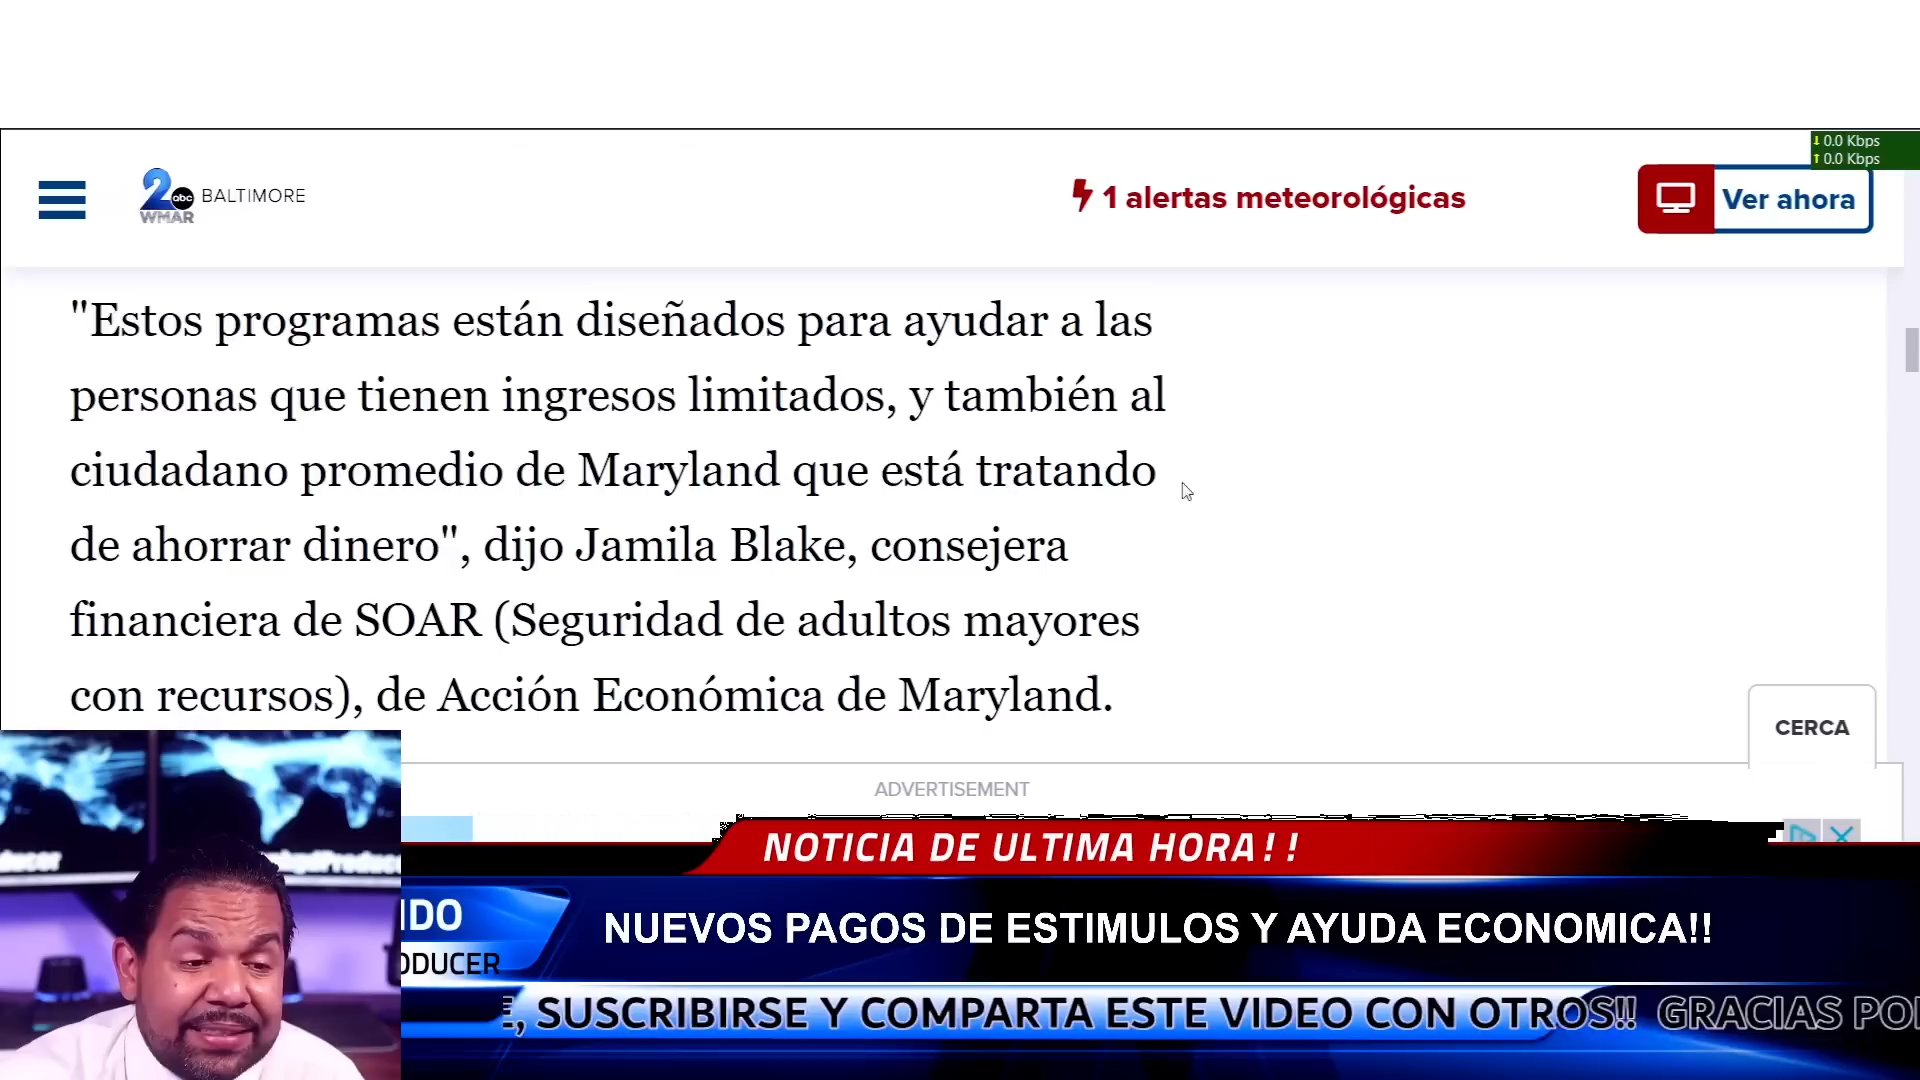 0.0 Kbps
0.0 Kbps
2 abc WMAR BALTIMORE
1 alertas meteorológicas
Ver ahora
"Estos programas están diseñados para ayudar a las
personas que tienen ingresos limitados, y también al
ciudadano promedio de Maryland que está tratando
de ahorrar dinero", dijo Jamila Blake, consejera
financiera de SOAR (Seguridad de adultos mayores
con recursos), de Acción Económica de Maryland.
CERCA
ADVERTISEMENT
NOTICIA DE ULTIMA HORA!!
IDO
ODUCER
NUEVOS PAGOS DE ESTIMULOS Y AYUDA ECONOMICA!!
, SUSCRIBIRSE Y COMPARTA ESTE VIDEO CON OTROS!! GRACIAS POR